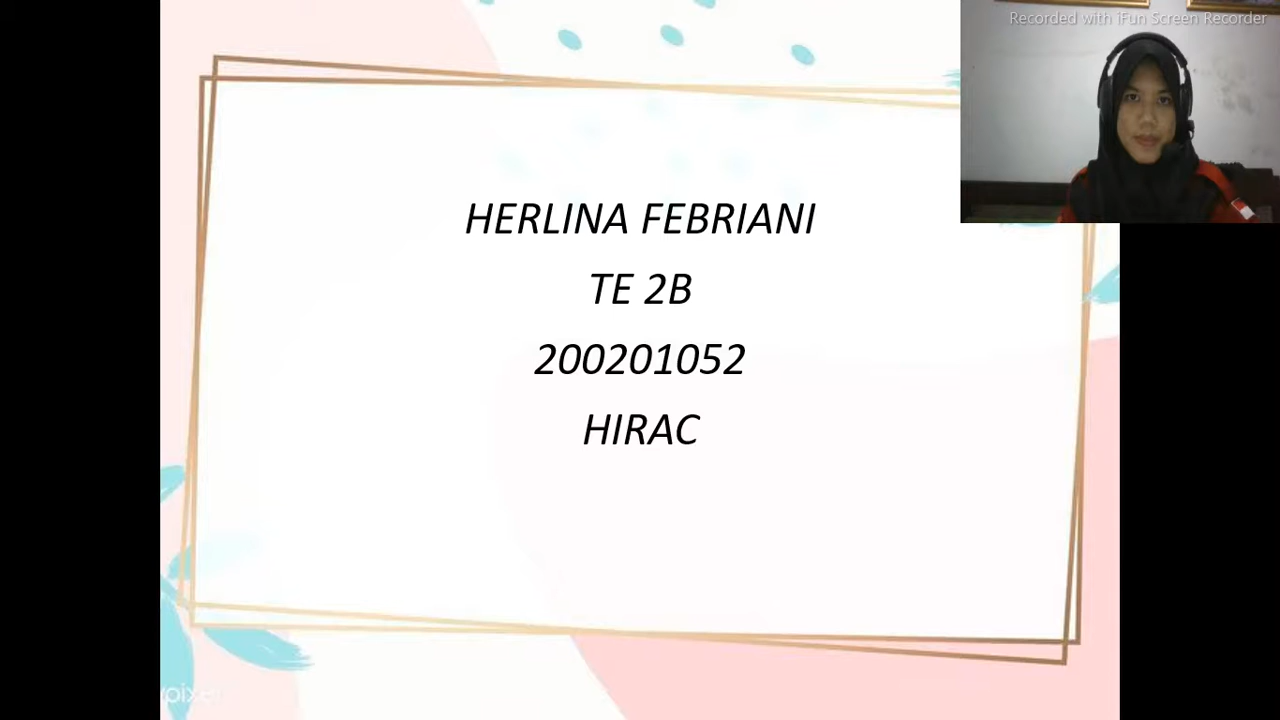 Recorded with iFun Screen Recorder
HERLINA FEBRIANI
TE 2B
200201052
HIRAC